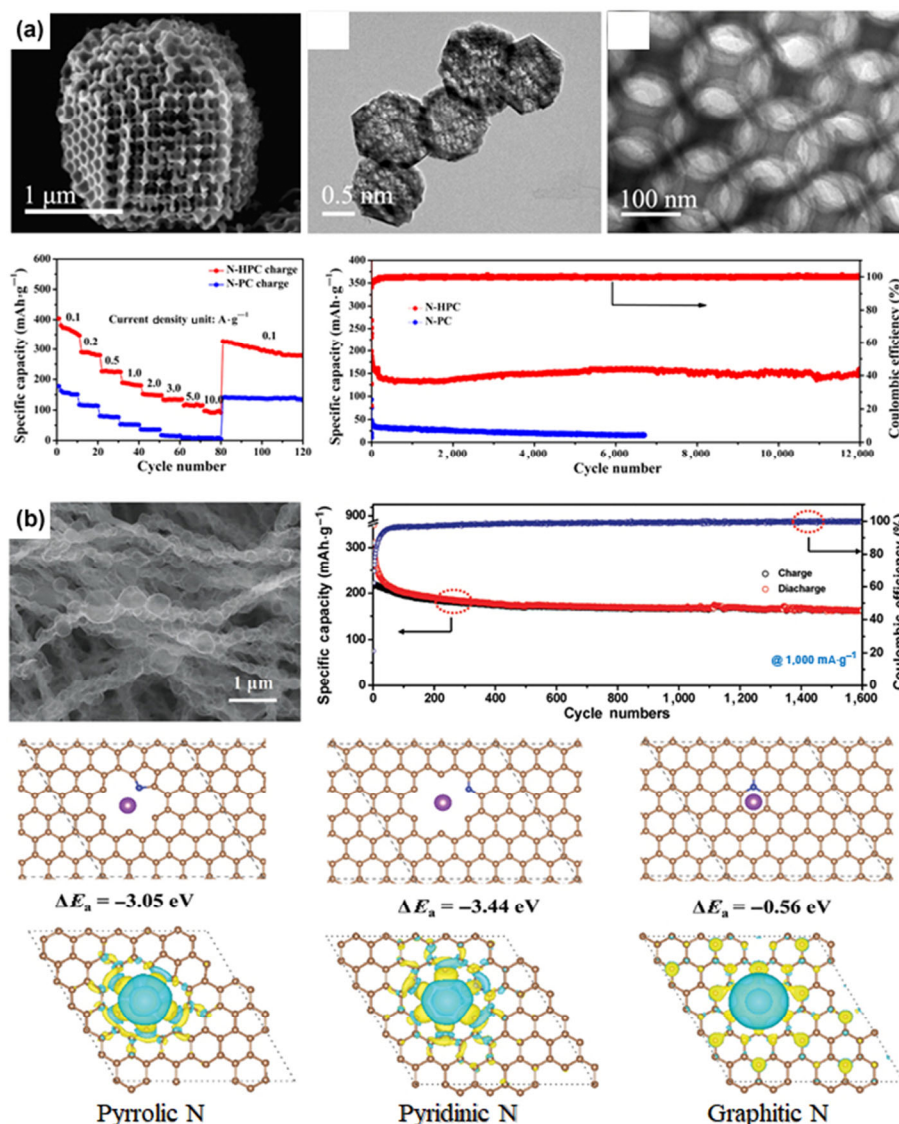 (a)
1 μm
0.5 nm
100 nm
Specific capacity (mAh·g⁻¹)
600
500
400
300
200
100
0
N-HPC charge
N-PC charge
Current density unit: A·g⁻¹
0.1
0.2
0.5
1.0
2.0
3.0
5.0
10.0
0.1
0 20 40 60 80 100 120
Cycle number
Specific capacity (mAh·g⁻¹)
400
350
300
250
200
150
100
50
0
N-HPC
N-PC
100
80
60
40
20
0
Coulombic efficiency (%)
0 2,000 4,000 6,000 8,000 10,000 12,000
Cycle number
(b)
1 μm
Specific capacity (mAh·g⁻¹)
900
300
200
100
0
Charge
Diacharge
@ 1,000 mA·g⁻¹
100
80
60
40
20
0
Coulombic efficiency (%)
0 200 400 600 800 1,000 1,200 1,400 1,600
Cycle numbers
ΔEa = −3.05 eV
ΔEa = −3.44 eV
ΔEa = −0.56 eV
Pyrrolic N
Pyridinic N
Graphitic N